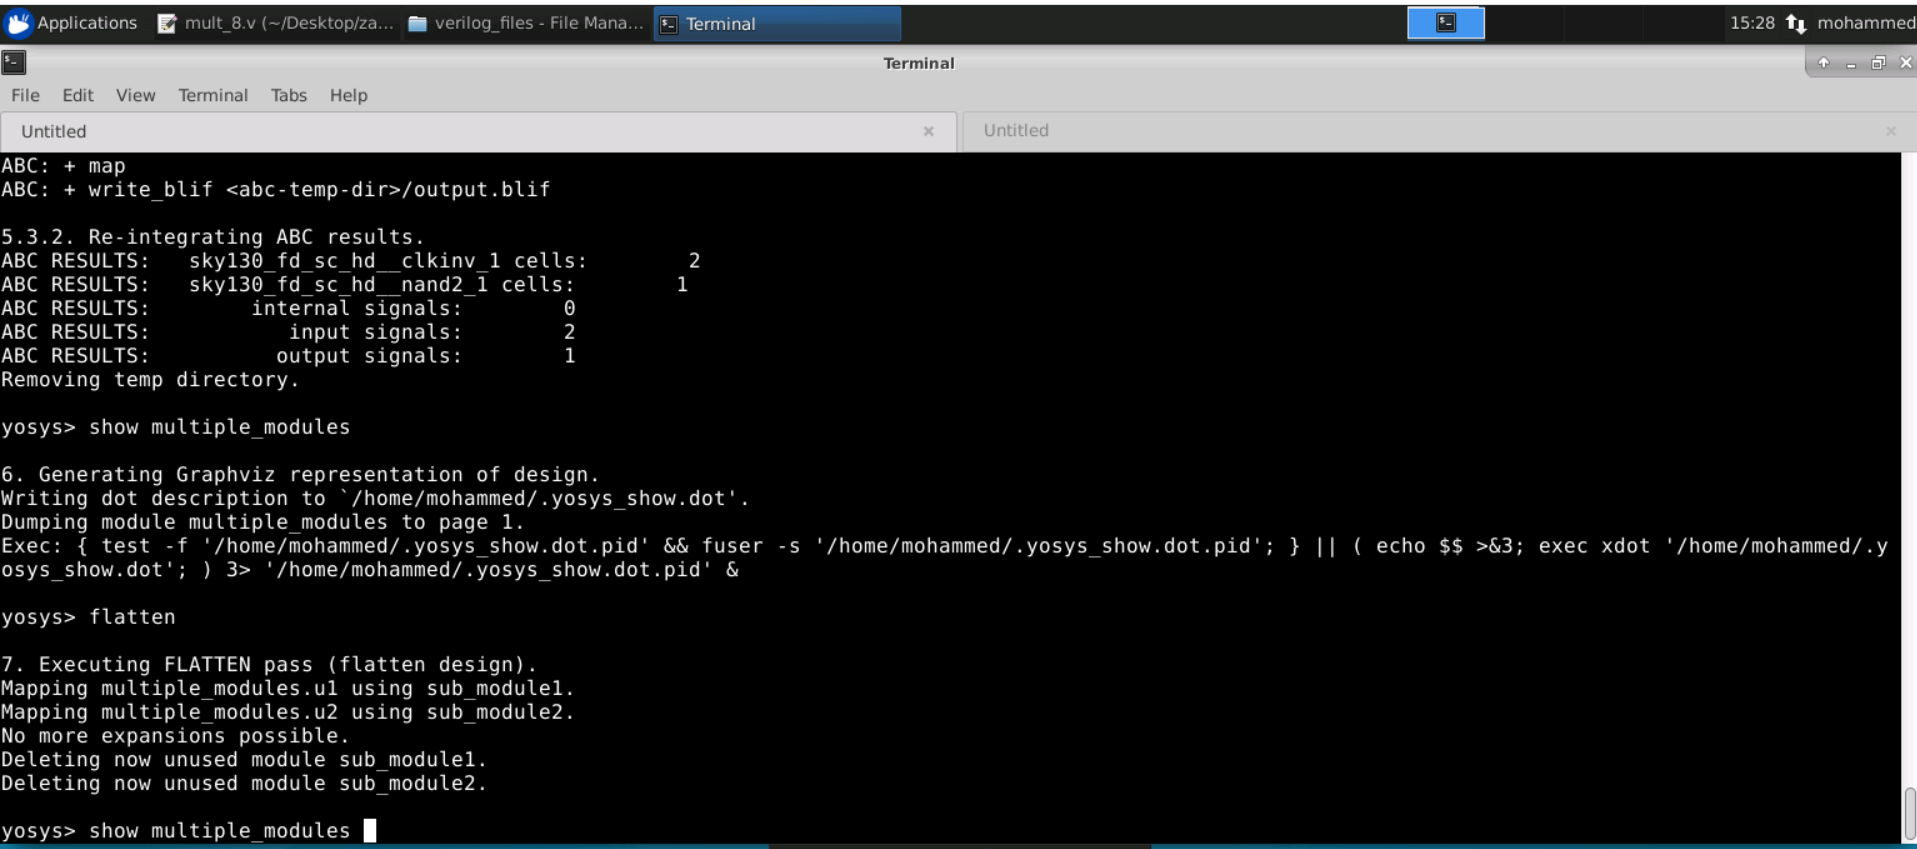 Applications mult_8.v (~/Desktop/za... verilog_files - File Mana... Terminal 15:28 mohammed
Terminal
File Edit View Terminal Tabs Help
Untitled × Untitled ×
ABC: + map
ABC: + write_blif <abc-temp-dir>/output.blif
5.3.2. Re-integrating ABC results.
ABC RESULTS:   sky130_fd_sc_hd__clkinv_1 cells:        2
ABC RESULTS:   sky130_fd_sc_hd__nand2_1 cells:      1
ABC RESULTS:        internal signals:        0
ABC RESULTS:           input signals:        2
ABC RESULTS:          output signals:        1
Removing temp directory.
yosys> show multiple_modules
6. Generating Graphviz representation of design.
Writing dot description to `/home/mohammed/.yosys_show.dot'.
Dumping module multiple_modules to page 1.
Exec: { test -f '/home/mohammed/.yosys_show.dot.pid' && fuser -s '/home/mohammed/.yosys_show.dot.pid'; } || ( echo $$ >&3; exec xdot '/home/mohammed/.y
osys_show.dot'; ) 3> '/home/mohammed/.yosys_show.dot.pid' &
yosys> flatten
7. Executing FLATTEN pass (flatten design).
Mapping multiple_modules.u1 using sub_module1.
Mapping multiple_modules.u2 using sub_module2.
No more expansions possible.
Deleting now unused module sub_module1.
Deleting now unused module sub_module2.
yosys> show multiple_modules